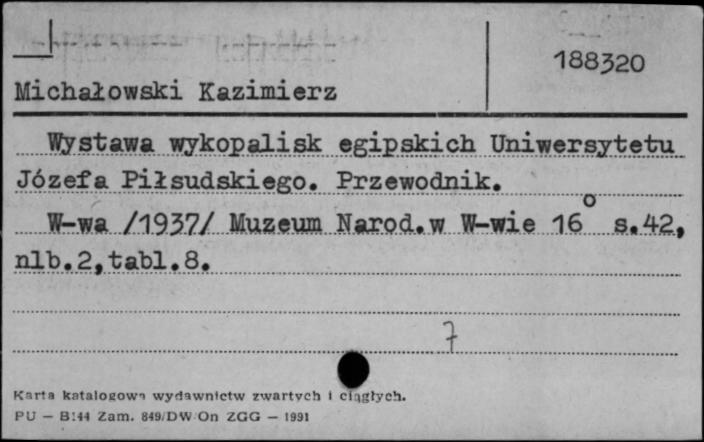 188320
Michałowski Kazimierz
Wystawa wykopalisk egipskich Uniwersytetu
Józefa Piłsudskiego. Przewodnik.
W-wa /1937/ Muzeum Narod.w W-wie 16° s.42,
nlb.2,tabl.8.
7
Karta katalogowa wydawnictw zwartych i ciągłych.
PU — B144 Zam. 849/DW/On ZGG — 1991